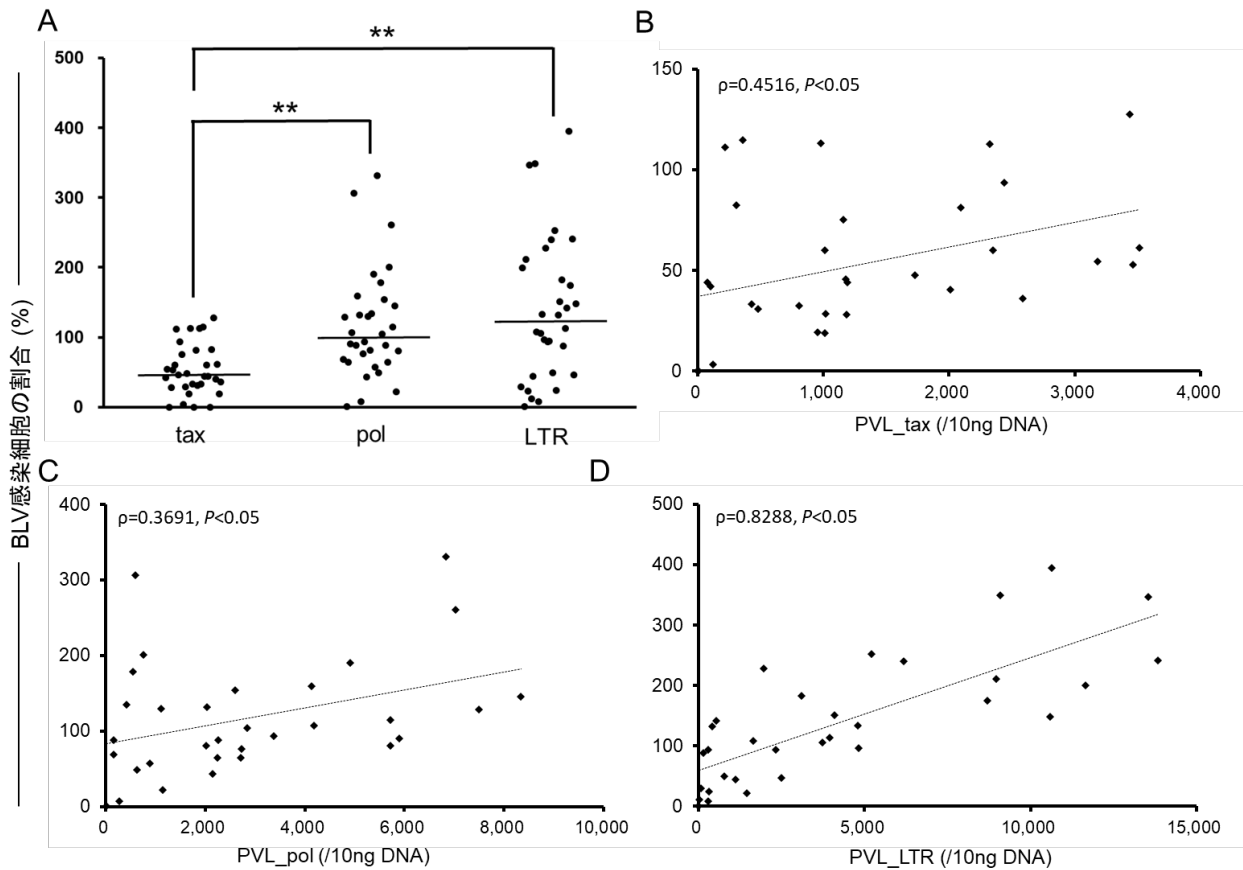 A
B
500
400
300
200
100
0
**
**
tax
pol
LTR
150
100
50
0
ρ=0.4516, P<0.05
0
1,000
2,000
3,000
4,000
PVL_tax (/10ng DNA)
BLV感染細胞の割合 (%)
C
D
400
300
200
100
0
ρ=0.3691, P<0.05
0
2,000
4,000
6,000
8,000
10,000
PVL_pol (/10ng DNA)
500
400
300
200
100
0
ρ=0.8288, P<0.05
0
5,000
10,000
15,000
PVL_LTR (/10ng DNA)